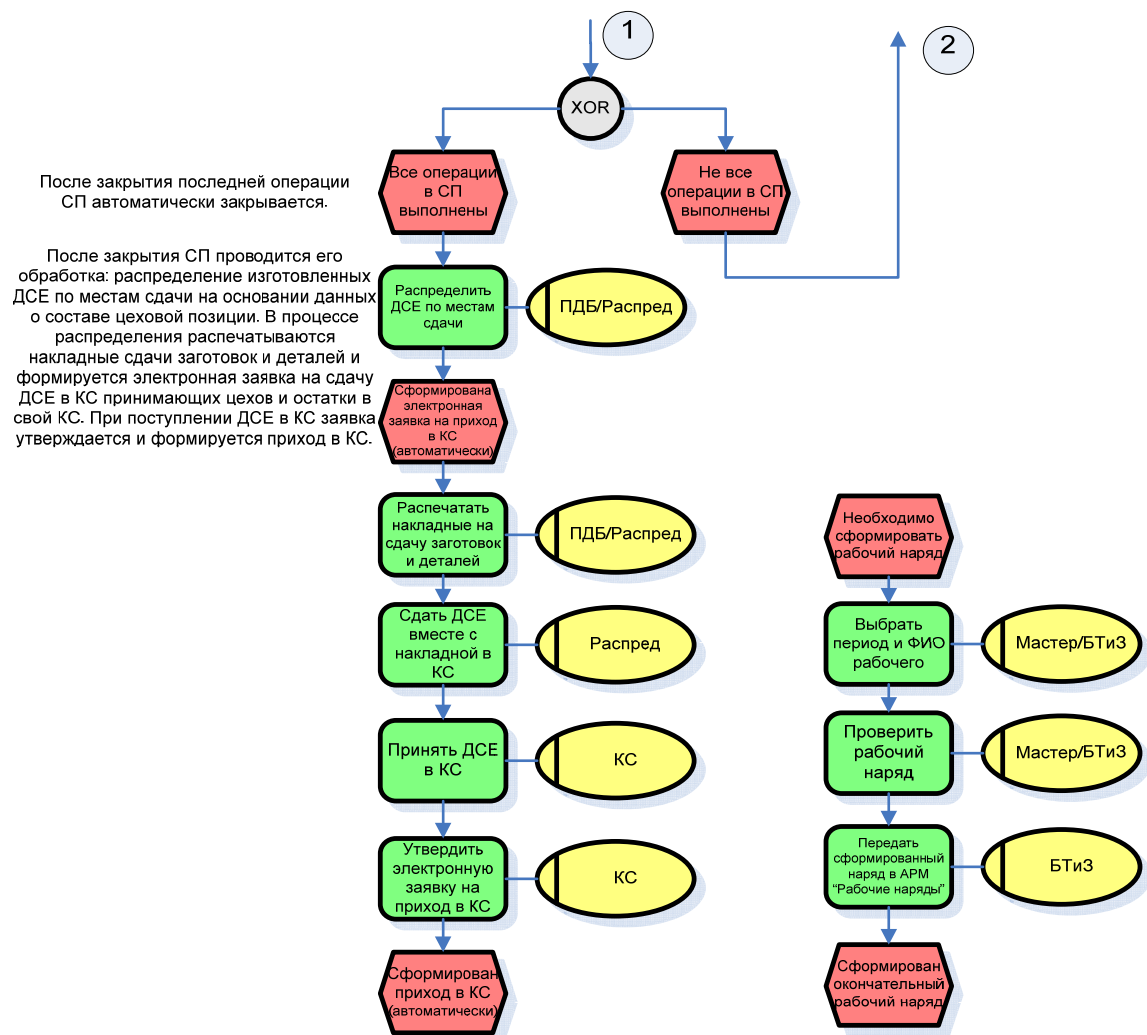 1
2
XOR
После закрытия последней операции
СП автоматически закрывается.
Все операции
в СП
выполнены
Не все
операции в СП
выполнены
После закрытия СП проводится его
обработка: распределение изготовленных
ДСЕ по местам сдачи на основании данных
о составе цеховой позиции. В процессе
распределения распечатываются
накладные сдачи заготовок и деталей и
формируется электронная заявка на сдачу
ДСЕ в КС принимающих цехов и остатки в
свой КС. При поступлении ДСЕ в КС заявка
утверждается и формируется приход в КС.
Распределить
ДСЕ по местам
сдачи
ПДБ/Распред
Сформирована
электронная
заявка на приход
в КС
(автоматически)
Распечатать
накладные на
сдачу заготовок
и деталей
ПДБ/Распред
Сдать ДСЕ
вместе с
накладной в
КС
Распред
Принять ДСЕ
в КС
КС
Утвердить
электронную
заявку на
приход в КС
КС
Сформирован
приход в КС
(автоматически)
Необходимо
сформировать
рабочий наряд
Выбрать
период и ФИО
рабочего
Мастер/БТиЗ
Проверить
рабочий
наряд
Мастер/БТиЗ
Передать
сформированный
наряд в АРМ
“Рабочие наряды”
БТиЗ
Сформирован
окончательный
рабочий наряд